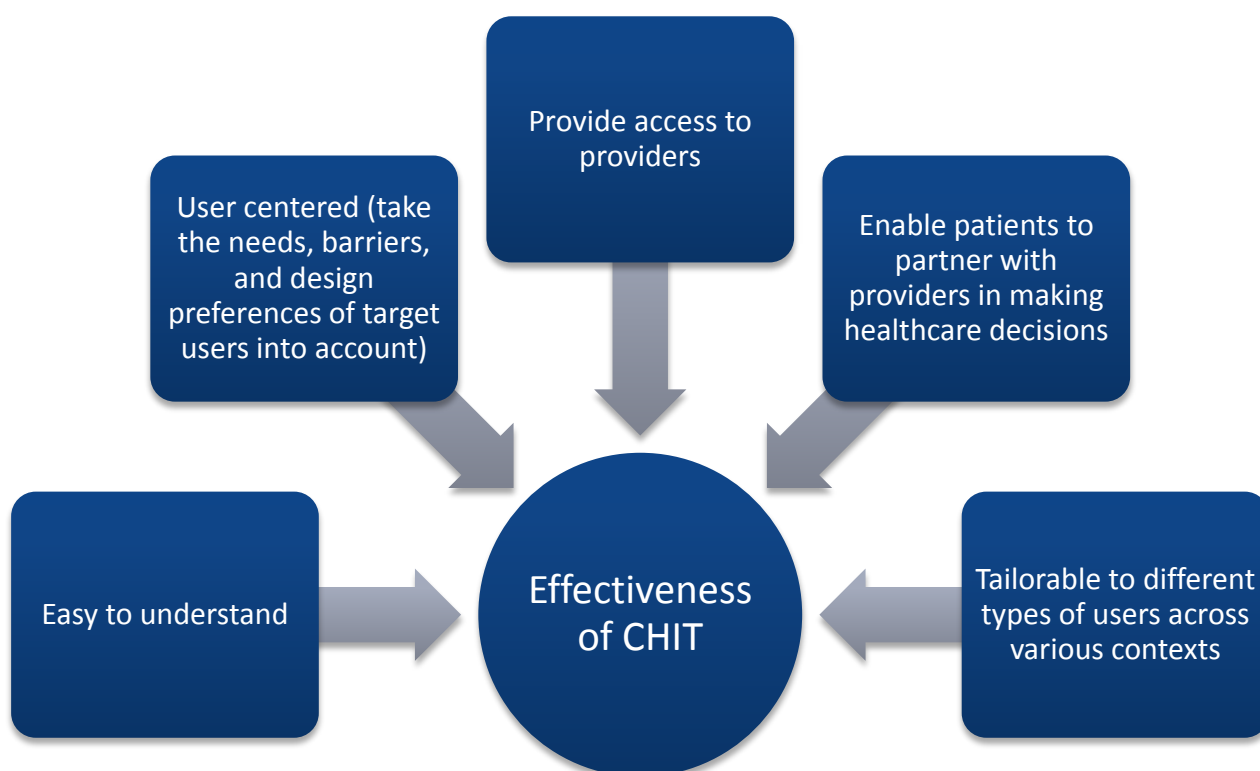 Provide access to
providers
User centered (take
the needs, barriers,
and design
preferences of target
users into account)
Enable patients to
partner with
providers in making
healthcare decisions
Easy to understand
Effectiveness
of CHIT
Tailorable to different
types of users across
various contexts